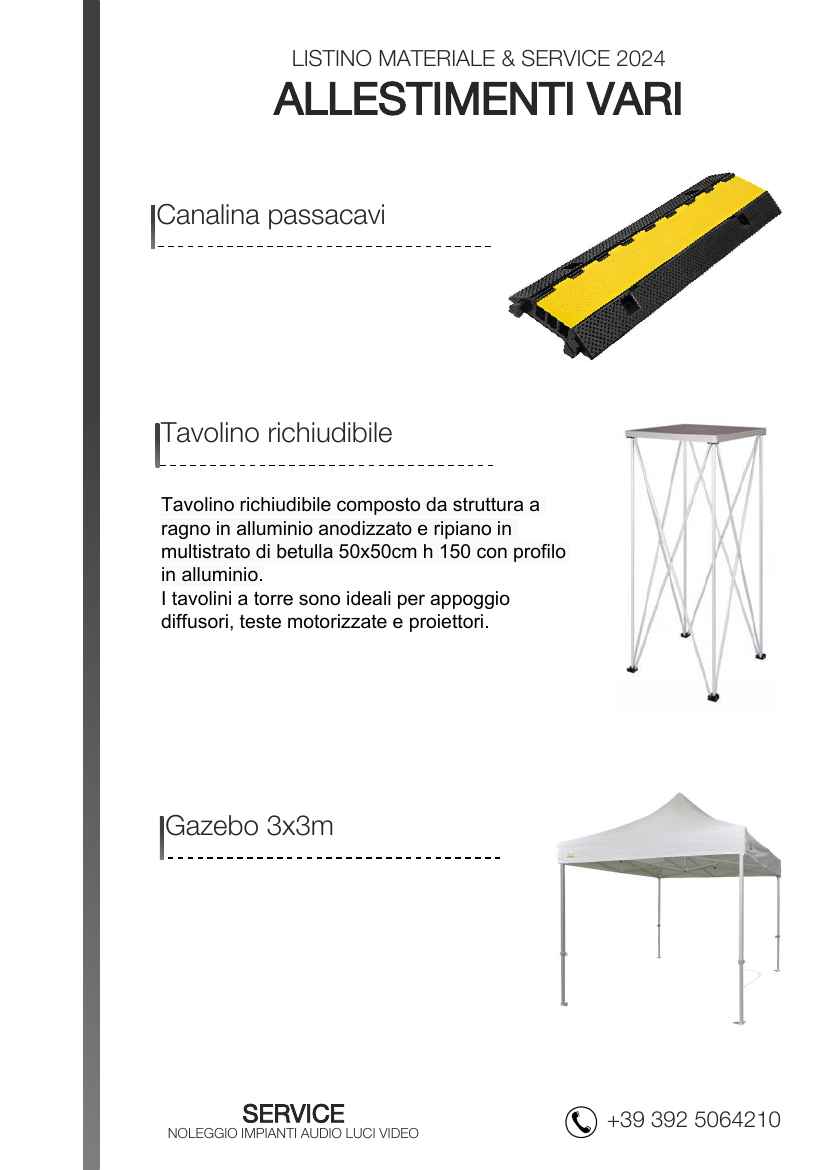 LISTINO MATERIALE & SERVICE 2024
ALLESTIMENTI VARI
Canalina passacavi
Tavolino richiudibile
Tavolino richiudibile composto da struttura a
ragno in alluminio anodizzato e ripiano in
multistrato di betulla 50x50cm h 150 con profilo
in alluminio.
I tavolini a torre sono ideali per appoggio
diffusori, teste motorizzate e proiettori.
Gazebo 3x3m
SERVICE
NOLEGGIO IMPIANTI AUDIO LUCI VIDEO
+39 392 5064210